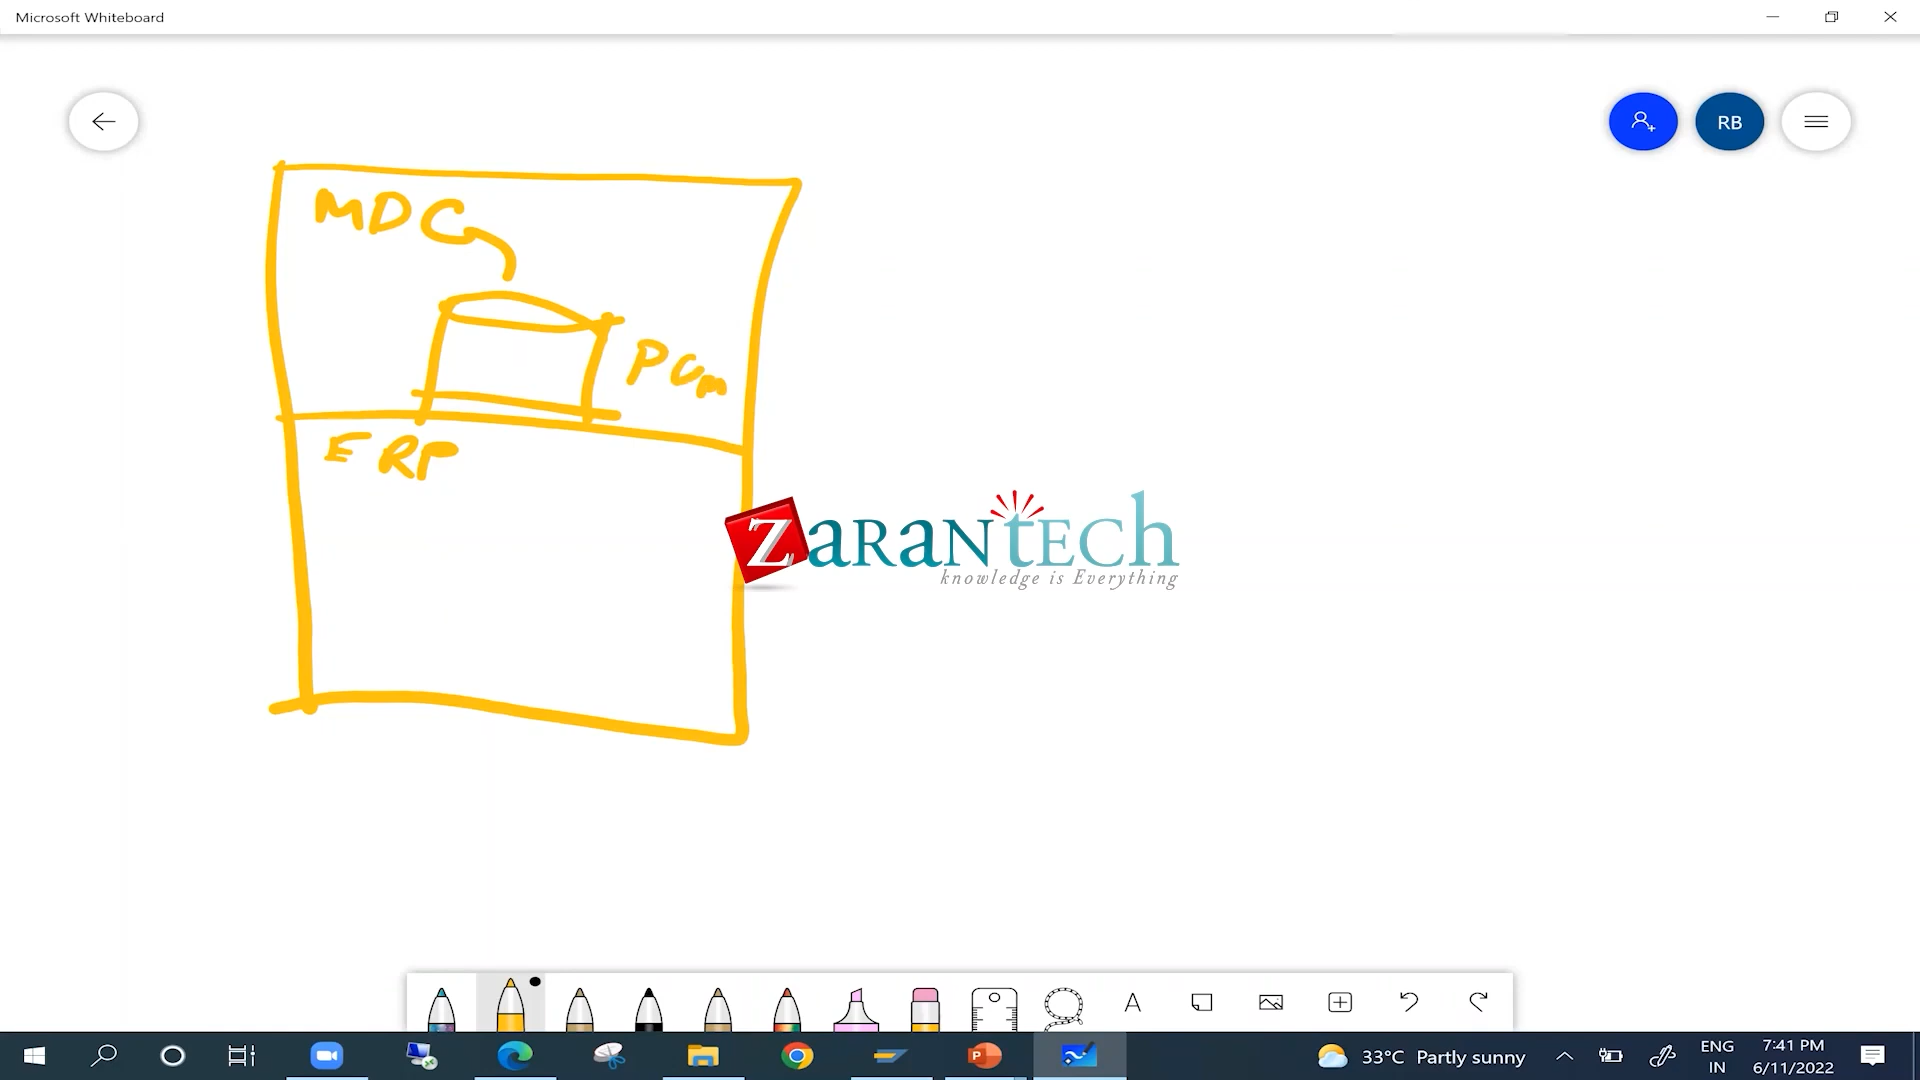 Microsoft Whiteboard
RB
MDG
PCM
ERP
ZaranTech
knowledge is Everything
A
33°C Partly sunny
ENG
IN
7:41 PM
6/11/2022